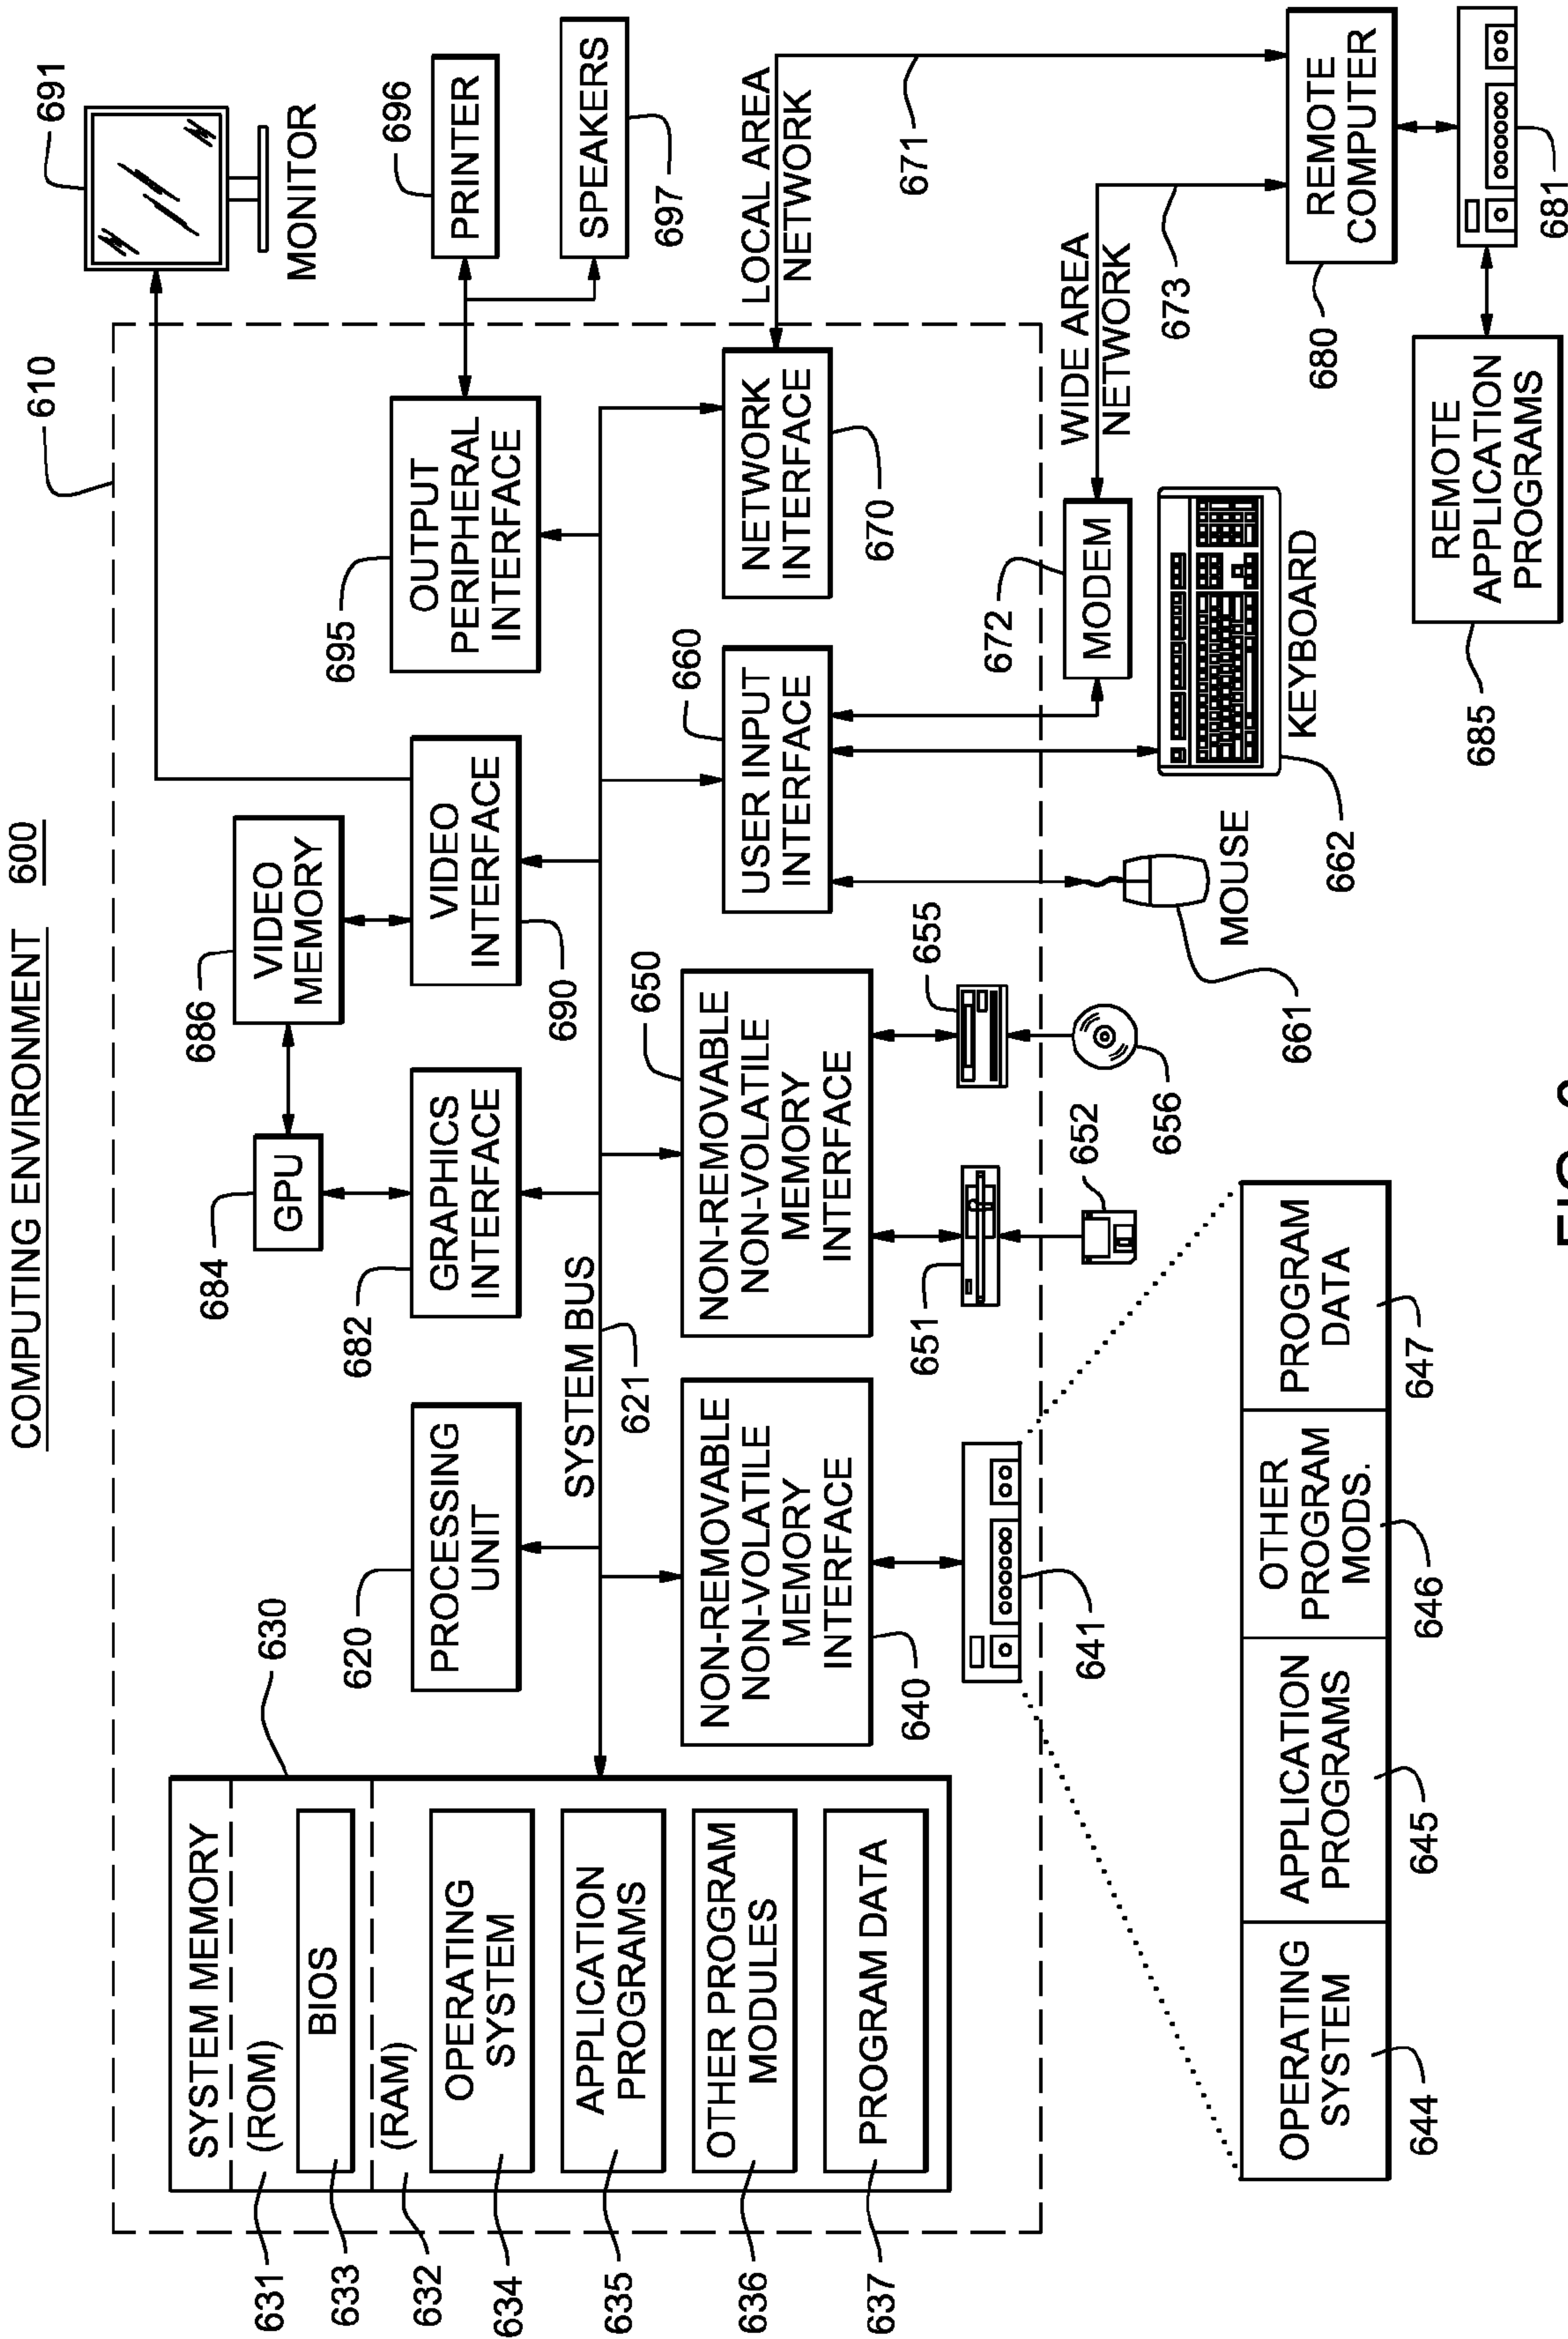 COMPUTING ENVIRONMENT 600
610
691
MONITOR
696
PRINTER
SPEAKERS
697
686
VIDEO
MEMORY
684
GPU
682
GRAPHICS
INTERFACE
VIDEO
INTERFACE
690
695
OUTPUT
PERIPHERAL
INTERFACE
620
PROCESSING
UNIT
630
SYSTEM MEMORY
631
(ROM)
633
BIOS
632
(RAM)
634
OPERATING
SYSTEM
635
APPLICATION
PROGRAMS
636
OTHER PROGRAM
MODULES
637
PROGRAM DATA
SYSTEM BUS
621
NON-REMOVABLE
NON-VOLATILE
MEMORY
INTERFACE
640
NON-REMOVABLE
NON-VOLATILE
MEMORY
INTERFACE
650
USER INPUT
INTERFACE
660
NETWORK
INTERFACE
670
LOCAL AREA
NETWORK
671
641
651
652
655
656
MOUSE
661
KEYBOARD
662
672
MODEM
WIDE AREA
NETWORK
673
REMOTE
COMPUTER
680
681
REMOTE
APPLICATION
PROGRAMS
685
OPERATING
SYSTEM
644
APPLICATION
PROGRAMS
645
OTHER
PROGRAM
MODS.
646
PROGRAM
DATA
647